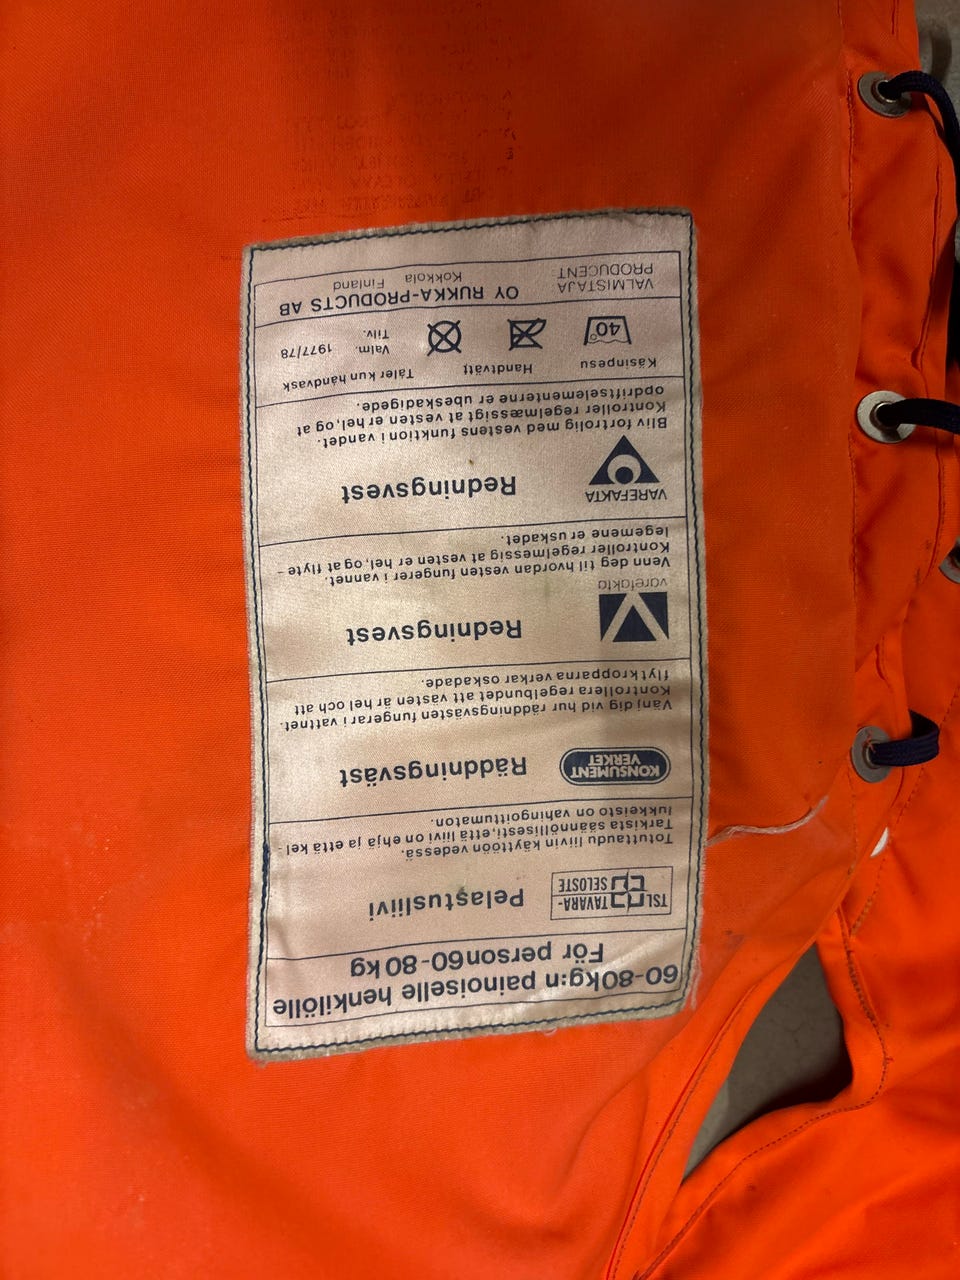 60-80kg:n painoiselle henkilölle
För person 60-80 kg
TSL TAVARA-
SELOSTE
Pelastusliivi
Totuttaudu liivin käyttöön vedessä.
Tarkista säännöllisesti, että liivi on ehjä ja että kel-
lukkeisto on vahingoittumaton.
KONSUMENT
VERKET
Räddningsväst
Vänj dig vid hur räddningsvästen fungerar i vattnet.
Kontrollera regelbundet att västen är hel och att
flytkropparna verkar oskadade.
varefakta
Redningsvest
Venn deg til hvordan vesten fungerer i vannet.
Kontroller regelmessig at vesten er hel, og at flyte-
legemene er uskadet.
VAREFAKTA
Redningsvest
Bliv fortrolig med vestens funktion i vandet.
Kontroller regelmæssigt at vesten er hel, og at
opdriftselementerne er ubeskadigede.
Käsinpesu Handtvätt Tåler kun håndvask
40° Valm. 1977/78
Tilv.
VALMISTAJA OY RUKKA-PRODUCTS AB
PRODUCENT Kokkola Finland